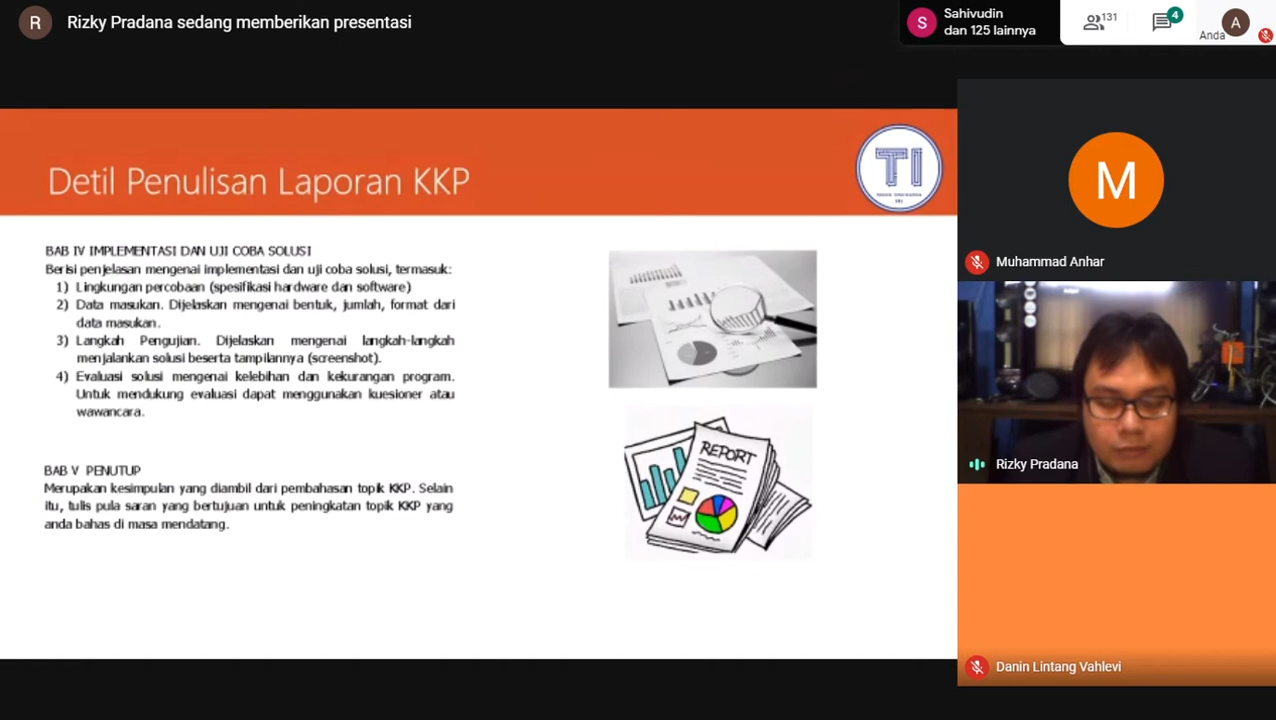 R
Rizky Pradana sedang memberikan presentasi
S
Sahivudin
dan 125 lainnya
131
4
A
Anda
Detil Penulisan Laporan KKP
TI
BAB IV IMPLEMENTASI DAN UJI COBA SOLUSI
Berisi penjelasan mengenai implementasi dan uji coba solusi, termasuk:
1) Lingkungan percobaan (spesifikasi hardware dan software)
2) Data masukan. Dijelaskan mengenai bentuk, jumlah, format dari
data masukan.
3) Langkah Pengujian. Dijelaskan mengenai langkah-langkah
menjalankan solusi beserta tampilannya (screenshot).
4) Evaluasi solusi mengenai kelebihan dan kekurangan program.
Untuk mendukung evaluasi dapat menggunakan kuesioner atau
wawancara.
BAB V PENUTUP
Merupakan kesimpulan yang diambil dari pembahasan topik KKP. Selain
itu, tulis pula saran yang bertujuan untuk peningkatan topik KKP yang
anda bahas di masa mendatang.
REPORT
M
Muhammad Anhar
Rizky Pradana
Danin Lintang Vahlevi